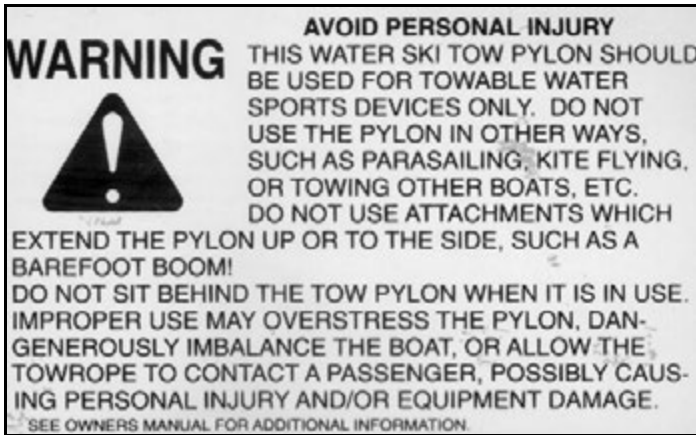 WARNING
AVOID PERSONAL INJURY
THIS WATER SKI TOW PYLON SHOULD
BE USED FOR TOWABLE WATER
SPORTS DEVICES ONLY. DO NOT
USE THE PYLON IN OTHER WAYS,
SUCH AS PARASAILING, KITE FLYING,
OR TOWING OTHER BOATS, ETC.
DO NOT USE ATTACHMENTS WHICH
EXTEND THE PYLON UP OR TO THE SIDE, SUCH AS A
BAREFOOT BOOM!
DO NOT SIT BEHIND THE TOW PYLON WHEN IT IS IN USE.
IMPROPER USE MAY OVERSTRESS THE PYLON, DAN-
GENEROUSLY IMBALANCE THE BOAT, OR ALLOW THE
TOWROPE TO CONTACT A PASSENGER, POSSIBLY CAUS-
ING PERSONAL INJURY AND/OR EQUIPMENT DAMAGE.
SEE OWNERS MANUAL FOR ADDITIONAL INFORMATION.